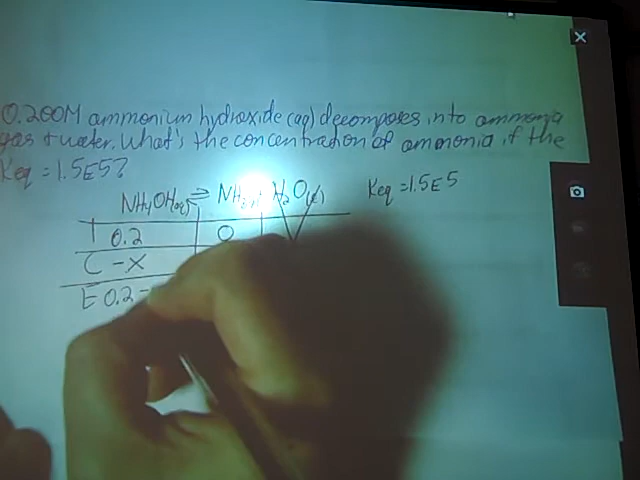 0.200M ammonium hydroxide (aq) decomposes into ammonia
gas + water. What's the concentration of ammonia if the
Keq = 1.5E5?
NH4OH(aq) ⇌ NH3 + H2O(l) Keq = 1.5E5
I 0.2 0
C -X
E 0.2-